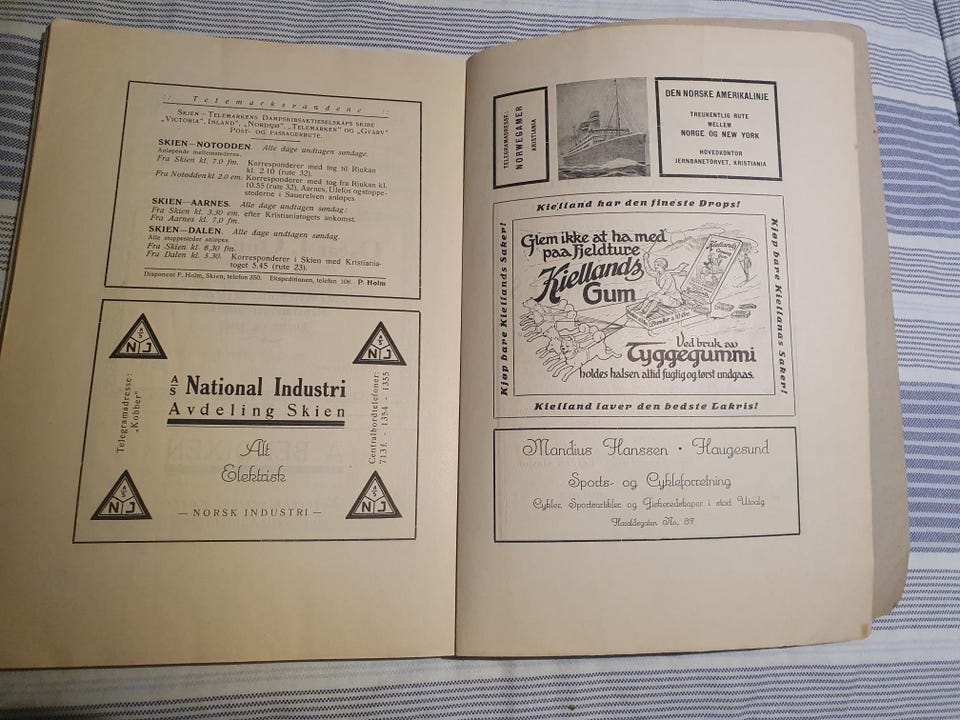 Telemarksvandene
SKIEN—TELEMARKENS DAMPSKIBSAKTIESELSKAPS SKIBE
„VICTORIA", INLAND", „NORDSJØ", „TELEMARKEN" OG „GVARV"
POST- OG PASSAGERRUTE.
SKIEN—NOTODDEN. Alle dage undtagen søndage.
Anløpende mellemstederne.
Fra Skien kl. 7.0 fm. Korresponderer med tog til Rjukan
kl. 2.10 (rute 32).
Fra Notodden kl. 2.0 em. Korresponderer med tog fra Rjukan kl.
10.55 (rute 32), Aarnes, Ulefos og stoppe-
stederne i Sauerelven anløpes
SKIEN—AARNES. Alle dage undtagen søndag:
Fra Skien kl. 3.30 em. efter Kristianiatogets ankomst.
Fra Aarnes kl. 7.0 fm.
SKIEN—DALEN. Alle dage undtagen søndag.
Alle stoppesteder anløpes.
Fra Skien kl. 6.30 fm.
Fra Dalen kl. 5.30. Korresponderer i Skien med Kristiania-
toget 5.45 (rute 23).
Disponent P. Holm, Skien, telefon 350. Ekspeditionen, telefon 106. P. Holm
A/S NJ
A/S NJ
Telegramadresse:
„Kobber"
A/S National Industri
Avdeling Skien
Alt
Elektrisk
— NORSK INDUSTRI —
Centralbordtelefoner:
713 f. - 1354 - 1355
A/S NJ
A/S NJ
TELEGRAMADRESSE:
NORWEGAMER
KRISTIANIA
DEN NORSKE AMERIKALINJE
TREUKENTLIG RUTE
MELLEM
NORGE OG NEW YORK
HOVEDKONTOR
JERNBANETORVET, KRISTIANIA
Kielland har den fineste Drops!
Kjøp bare Kiellands Saker!
Glem ikke at ha med
paa Fjeldture
Kiellands
Gum
Kiellands
Ved bruk av
Tyggegummi
holdes halsen altid fugtig og tørst undgaas.
Kjøp bare Kiellands Saker!
Kielland laver den bedste Lakris!
Mandius Hanssen • Haugesund
Sports- og Cykleforretning
Cykler, Sportsartikler og Fiskeredskaper i stort Utvalg
Haraldsgaten No. 89